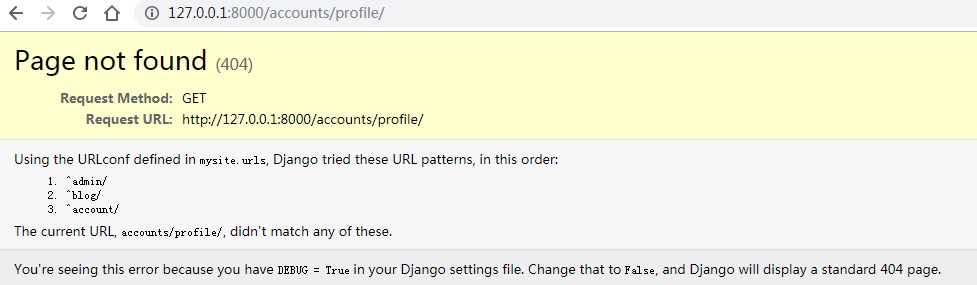 127.0.0.1:8000/accounts/profile/
Page not found (404)
Request Method: GET
Request URL: http://127.0.0.1:8000/accounts/profile/
Using the URLconf defined in mysite.urls, Django tried these URL patterns, in this order:
1. ^admin/
2. ^blog/
3. ^account/
The current URL, accounts/profile/, didn't match any of these.
You're seeing this error because you have DEBUG = True in your Django settings file. Change that to False, and Django will display a standard 404 page.